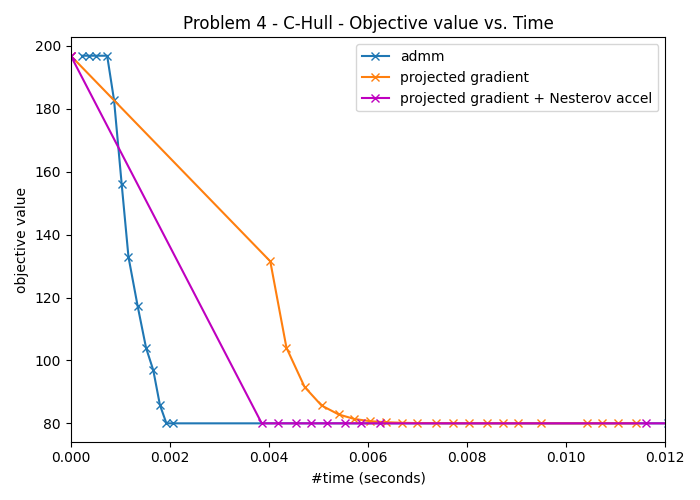 Problem 4 - C-Hull - Objective value vs. Time
admm
projected gradient
projected gradient + Nesterov accel
objective value
200
180
160
140
120
100
80
0.000 0.002 0.004 0.006 0.008 0.010 0.012
#time (seconds)